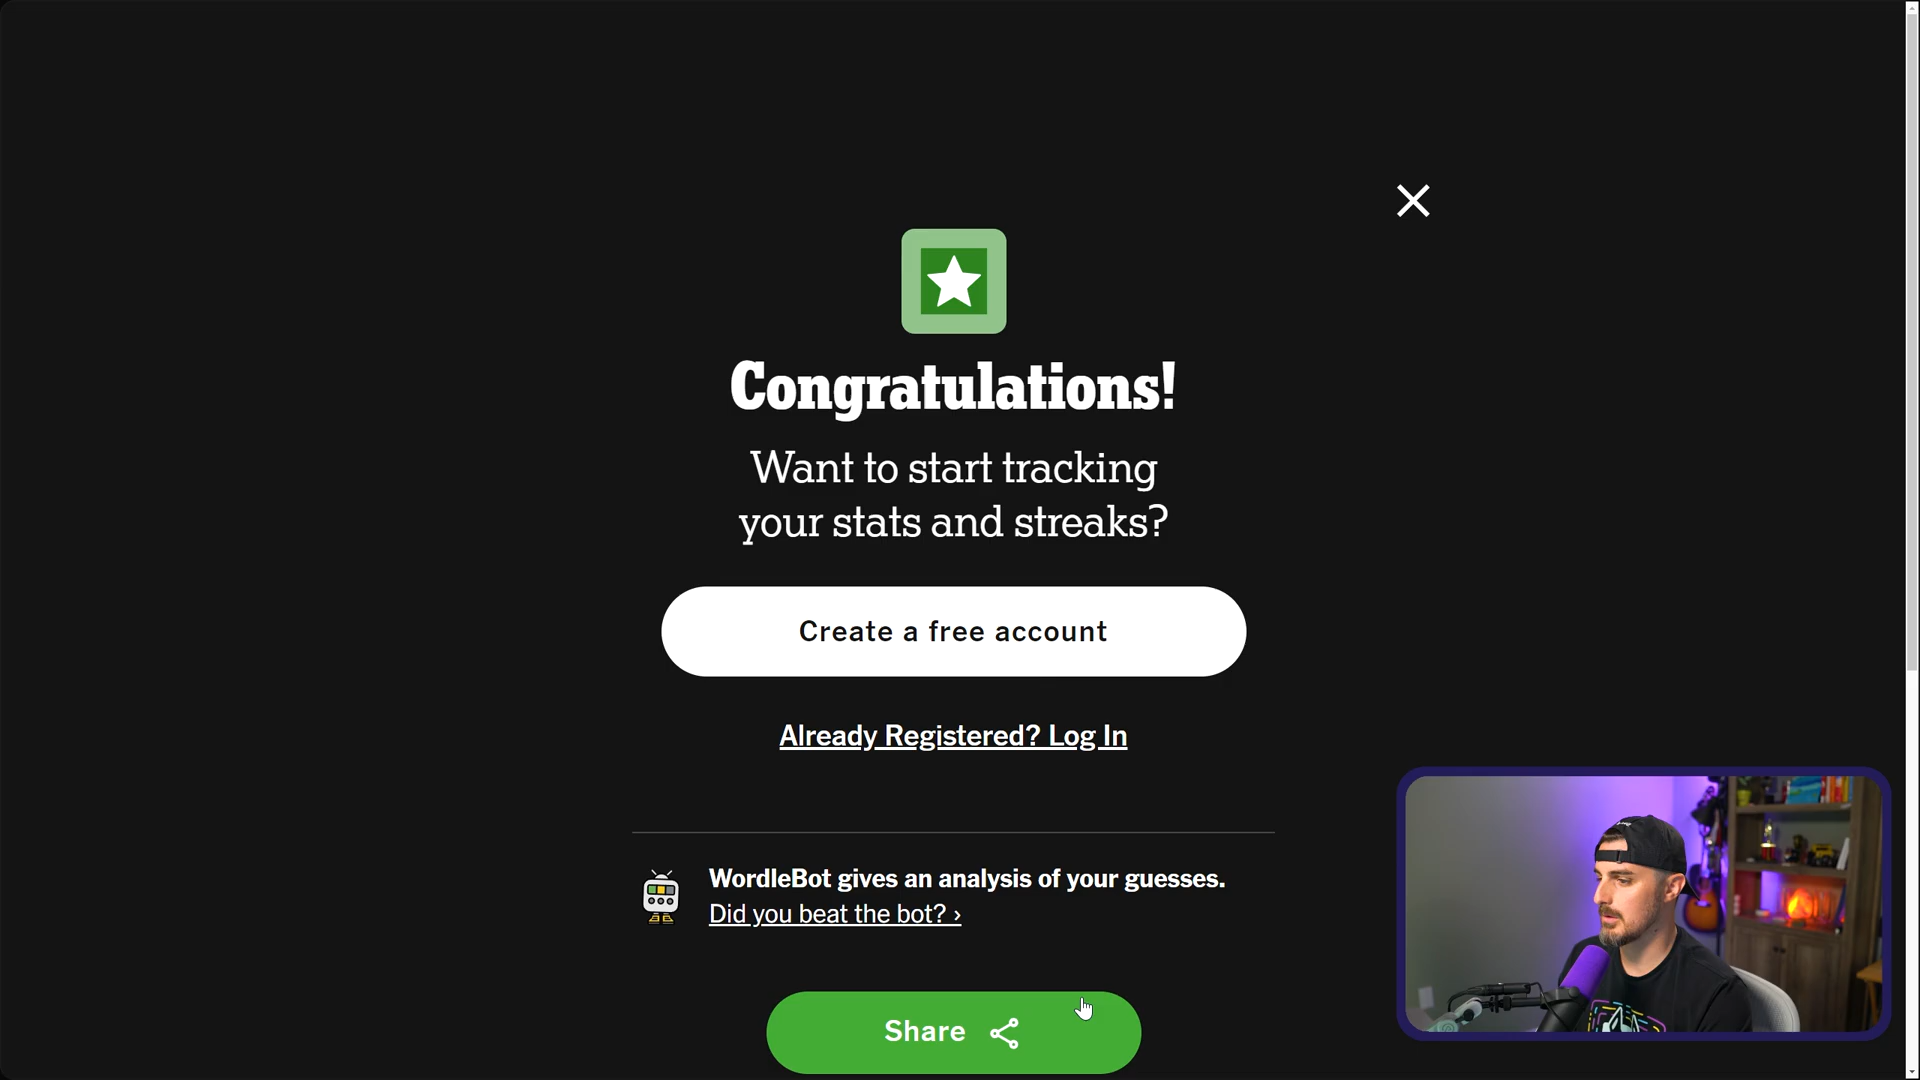 Congratulations!
Want to start tracking
your stats and streaks?
Create a free account
Already Registered? Log In
WordleBot gives an analysis of your guesses.
Did you beat the bot? ›
Share